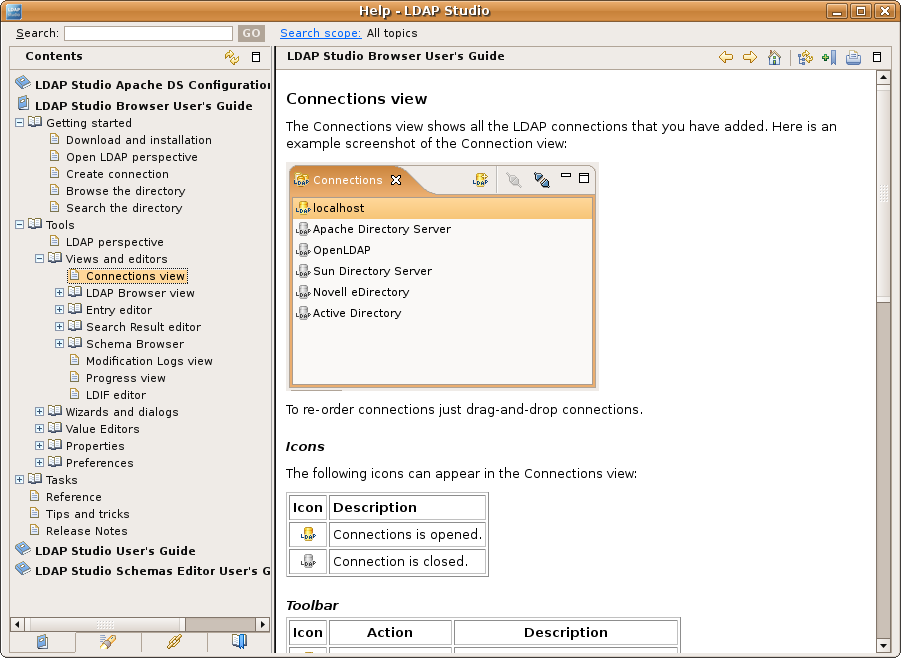 Help - LDAP Studio
Search: GO Search scope: All topics
Contents
LDAP Studio Apache DS Configuration
LDAP Studio Browser User's Guide
Getting started
Download and installation
Open LDAP perspective
Create connection
Browse the directory
Search the directory
Tools
LDAP perspective
Views and editors
Connections view
LDAP Browser view
Entry editor
Search Result editor
Schema Browser
Modification Logs view
Progress view
LDIF editor
Wizards and dialogs
Value Editors
Properties
Preferences
Tasks
Reference
Tips and tricks
Release Notes
LDAP Studio User's Guide
LDAP Studio Schemas Editor User's G
LDAP Studio Browser User's Guide
Connections view
The Connections view shows all the LDAP connections that you have added. Here is an
example screenshot of the Connection view:
Connections
localhost
Apache Directory Server
OpenLDAP
Sun Directory Server
Novell eDirectory
Active Directory
To re-order connections just drag-and-drop connections.
Icons
The following icons can appear in the Connections view:
Icon Description
LDAP Connections is opened.
LDAP Connection is closed.
Toolbar
Icon Action Description